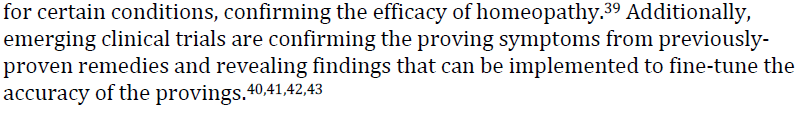 for certain conditions, confirming the efficacy of homeopathy.39 Additionally,
emerging clinical trials are confirming the proving symptoms from previously-
proven remedies and revealing findings that can be implemented to fine-tune the
accuracy of the provings.40,41,42,43